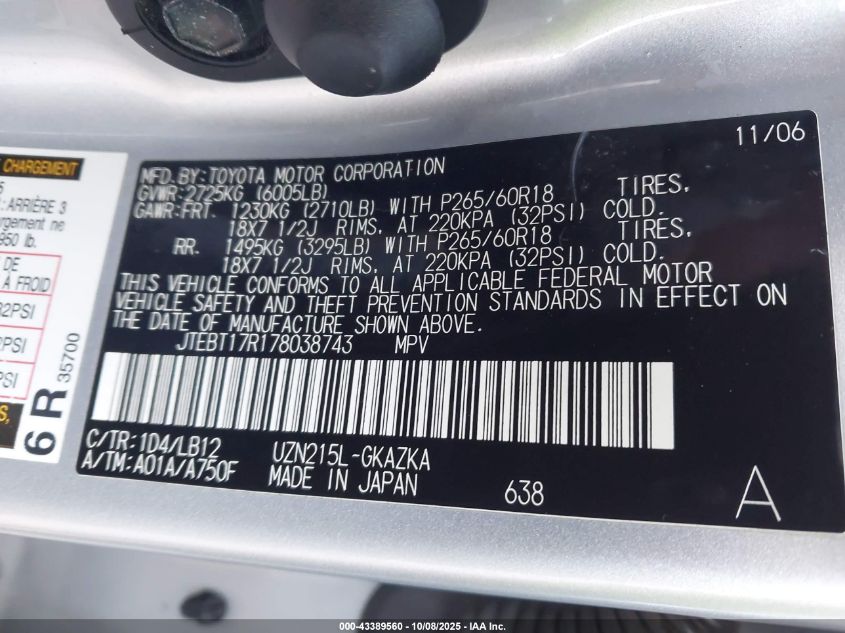 CHARGEMENT
5
: ARRIÈRE 3
argement ne
950 lb.
DE
À FROID
32PSI
2PSI
PSI
S,
6R
35700
11/06
MFD. BY: TOYOTA MOTOR CORPORATION
GVWR: 2725KG (6005LB)
GAWR: FRT. 1230KG (2710LB) WITH P265/60R18 TIRES,
18X7 1/2J RIMS, AT 220KPA (32PSI) COLD.
RR. 1495KG (3295LB) WITH P265/60R18 TIRES,
18X7 1/2J RIMS, AT 220KPA (32PSI) COLD.
THIS VEHICLE CONFORMS TO ALL APPLICABLE FEDERAL MOTOR
VEHICLE SAFETY AND THEFT PREVENTION STANDARDS IN EFFECT ON
THE DATE OF MANUFACTURE SHOWN ABOVE.
JTEBT17R178038743 MPV
C/TR: 1D4/LB12 UZN215L-GKAZKA
A/TM: A01A/A750F MADE IN JAPAN 638 A
000-43389560 - 10/08/2025 - IAA Inc.